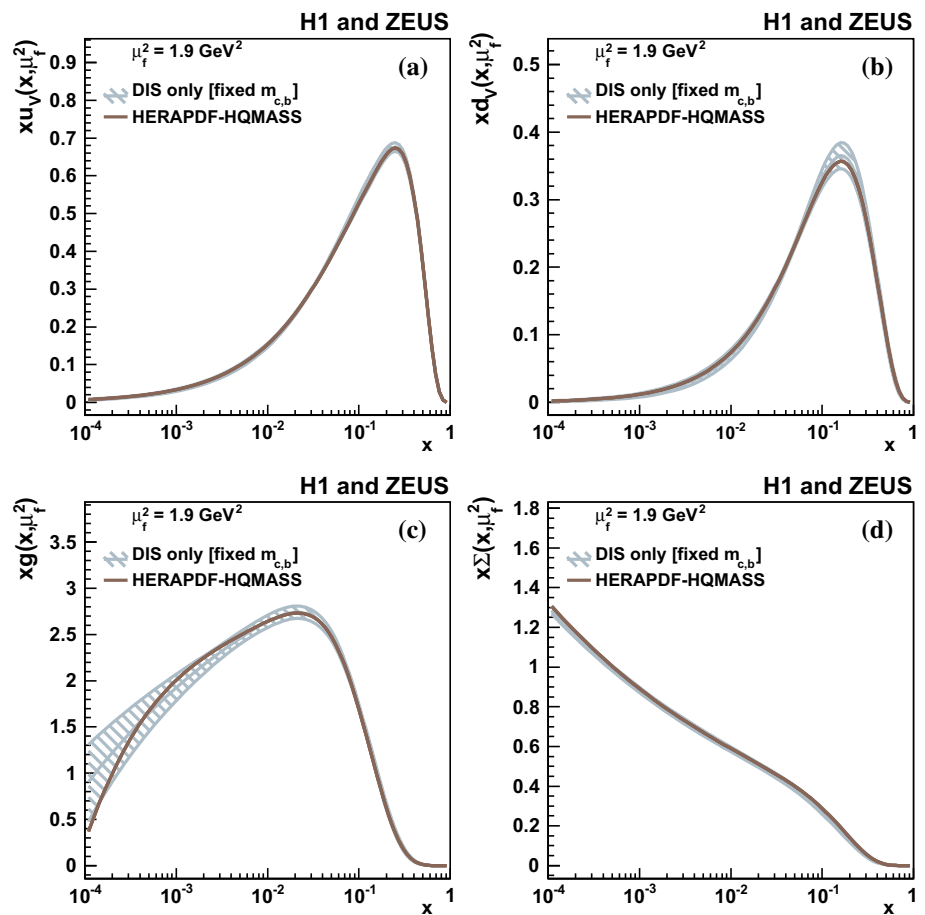 H1 and ZEUS
xu_V(x,μ_f^2)
μ_f^2 = 1.9 GeV^2
(a)
DIS only [fixed m_c,b]
HERAPDF-HQMASS
0.9
0.8
0.7
0.6
0.5
0.4
0.3
0.2
0.1
0
10^-4 10^-3 10^-2 10^-1 1
x
H1 and ZEUS
xd_V(x,μ_f^2)
μ_f^2 = 1.9 GeV^2
(b)
DIS only [fixed m_c,b]
HERAPDF-HQMASS
0.5
0.4
0.3
0.2
0.1
0
10^-4 10^-3 10^-2 10^-1 1
x
H1 and ZEUS
xg(x,μ_f^2)
μ_f^2 = 1.9 GeV^2
(c)
DIS only [fixed m_c,b]
HERAPDF-HQMASS
3.5
3
2.5
2
1.5
1
0.5
0
10^-4 10^-3 10^-2 10^-1 1
x
H1 and ZEUS
xΣ(x,μ_f^2)
μ_f^2 = 1.9 GeV^2
(d)
DIS only [fixed m_c,b]
HERAPDF-HQMASS
1.8
1.6
1.4
1.2
1
0.8
0.6
0.4
0.2
0
10^-4 10^-3 10^-2 10^-1 1
x